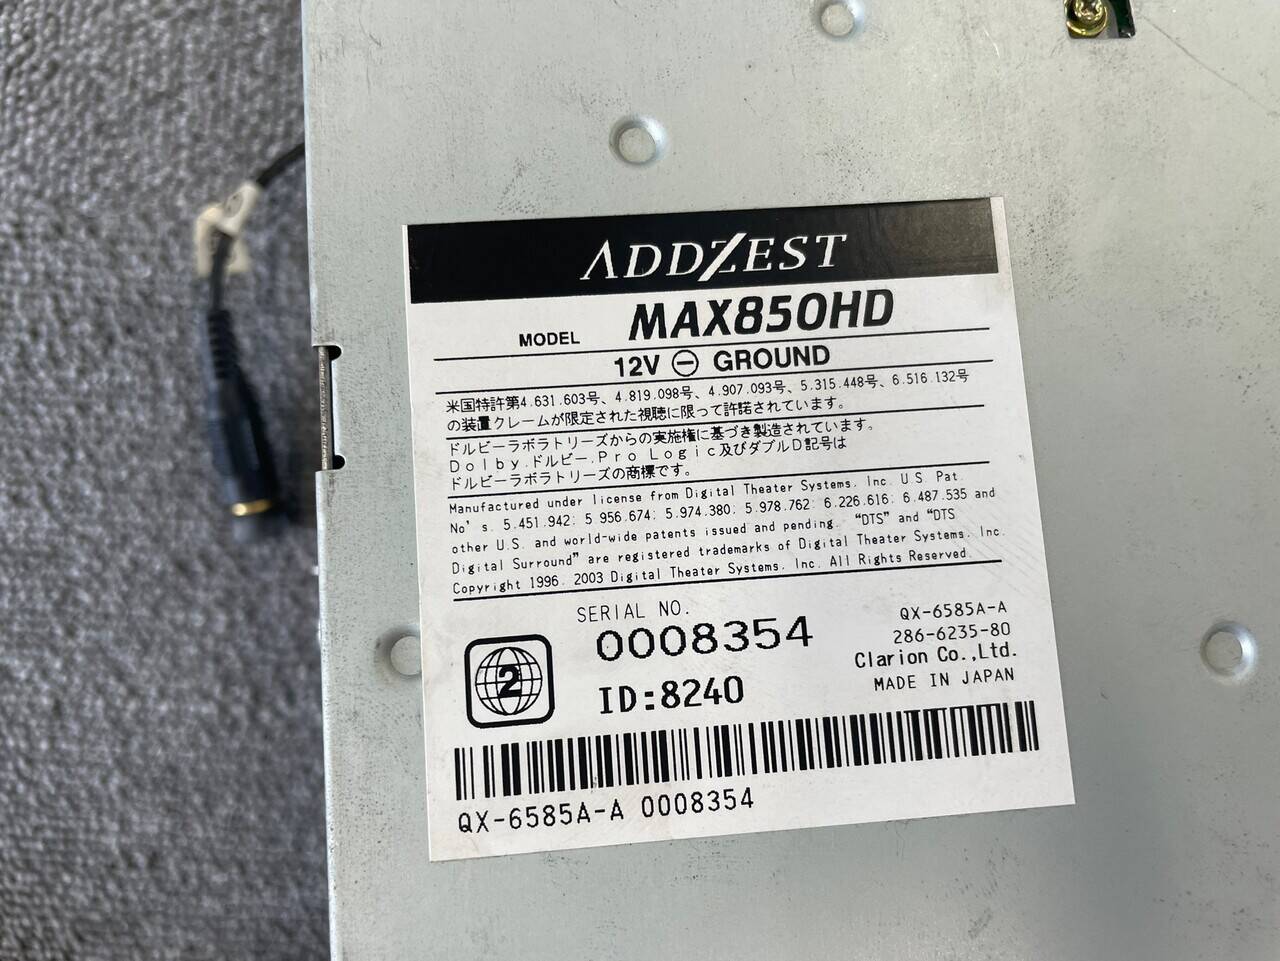 ADDZEST
MODEL MAX850HD
12V ⊖ GROUND
米国特許第4.631.603号、4.819.098号、4.907.093号、5.315.448号、6.516.132号
の装置クレームが限定された視聴に限って許諾されています。
ドルビーラボラトリーズからの実施権に基づき製造されています。
Dolby.ドルビー.Pro Logic及びダブルD記号は
ドルビーラボラトリーズの商標です。
Manufactured under license from Digital Theater Systems, Inc. U.S. Pat.
No's. 5.451.942; 5.956.674; 5.974.380; 5.978.762; 6.226.616; 6.487.535 and
other U.S. and world-wide patents issued and pending. "DTS" and "DTS
Digital Surround" are registered trademarks of Digital Theater Systems, Inc.
Copyright 1996, 2003 Digital Theater Systems, Inc. All Rights Reserved.
SERIAL NO.
0008354
ID:8240
2
QX-6585A-A
286-6235-80
Clarion Co.,Ltd.
MADE IN JAPAN
QX-6585A-A 0008354